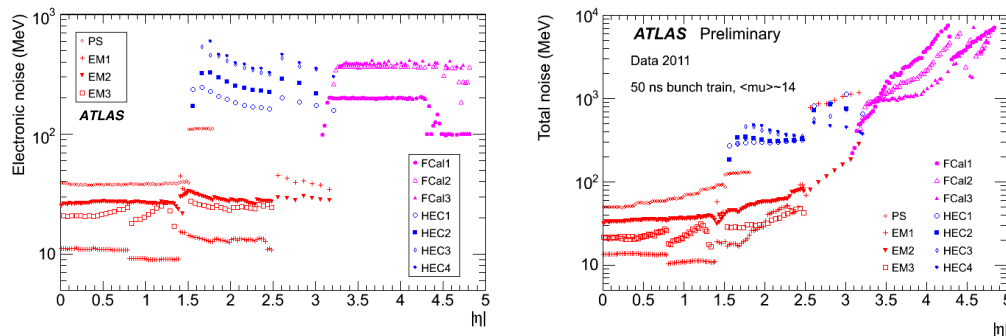 Electronic noise (MeV)
10³
10²
10
PS
EM1
EM2
EM3
ATLAS
FCal1
FCal2
FCal3
HEC1
HEC2
HEC3
HEC4
0 0.5 1 1.5 2 2.5 3 3.5 4 4.5 5
|η|
Total noise (MeV)
10⁴
10³
10²
10
ATLAS Preliminary
Data 2011
50 ns bunch train, <mu>~14
FCal1
FCal2
FCal3
PS HEC1
EM1 HEC2
EM2 HEC3
EM3 HEC4
0 0.5 1 1.5 2 2.5 3 3.5 4 4.5 5
|η|